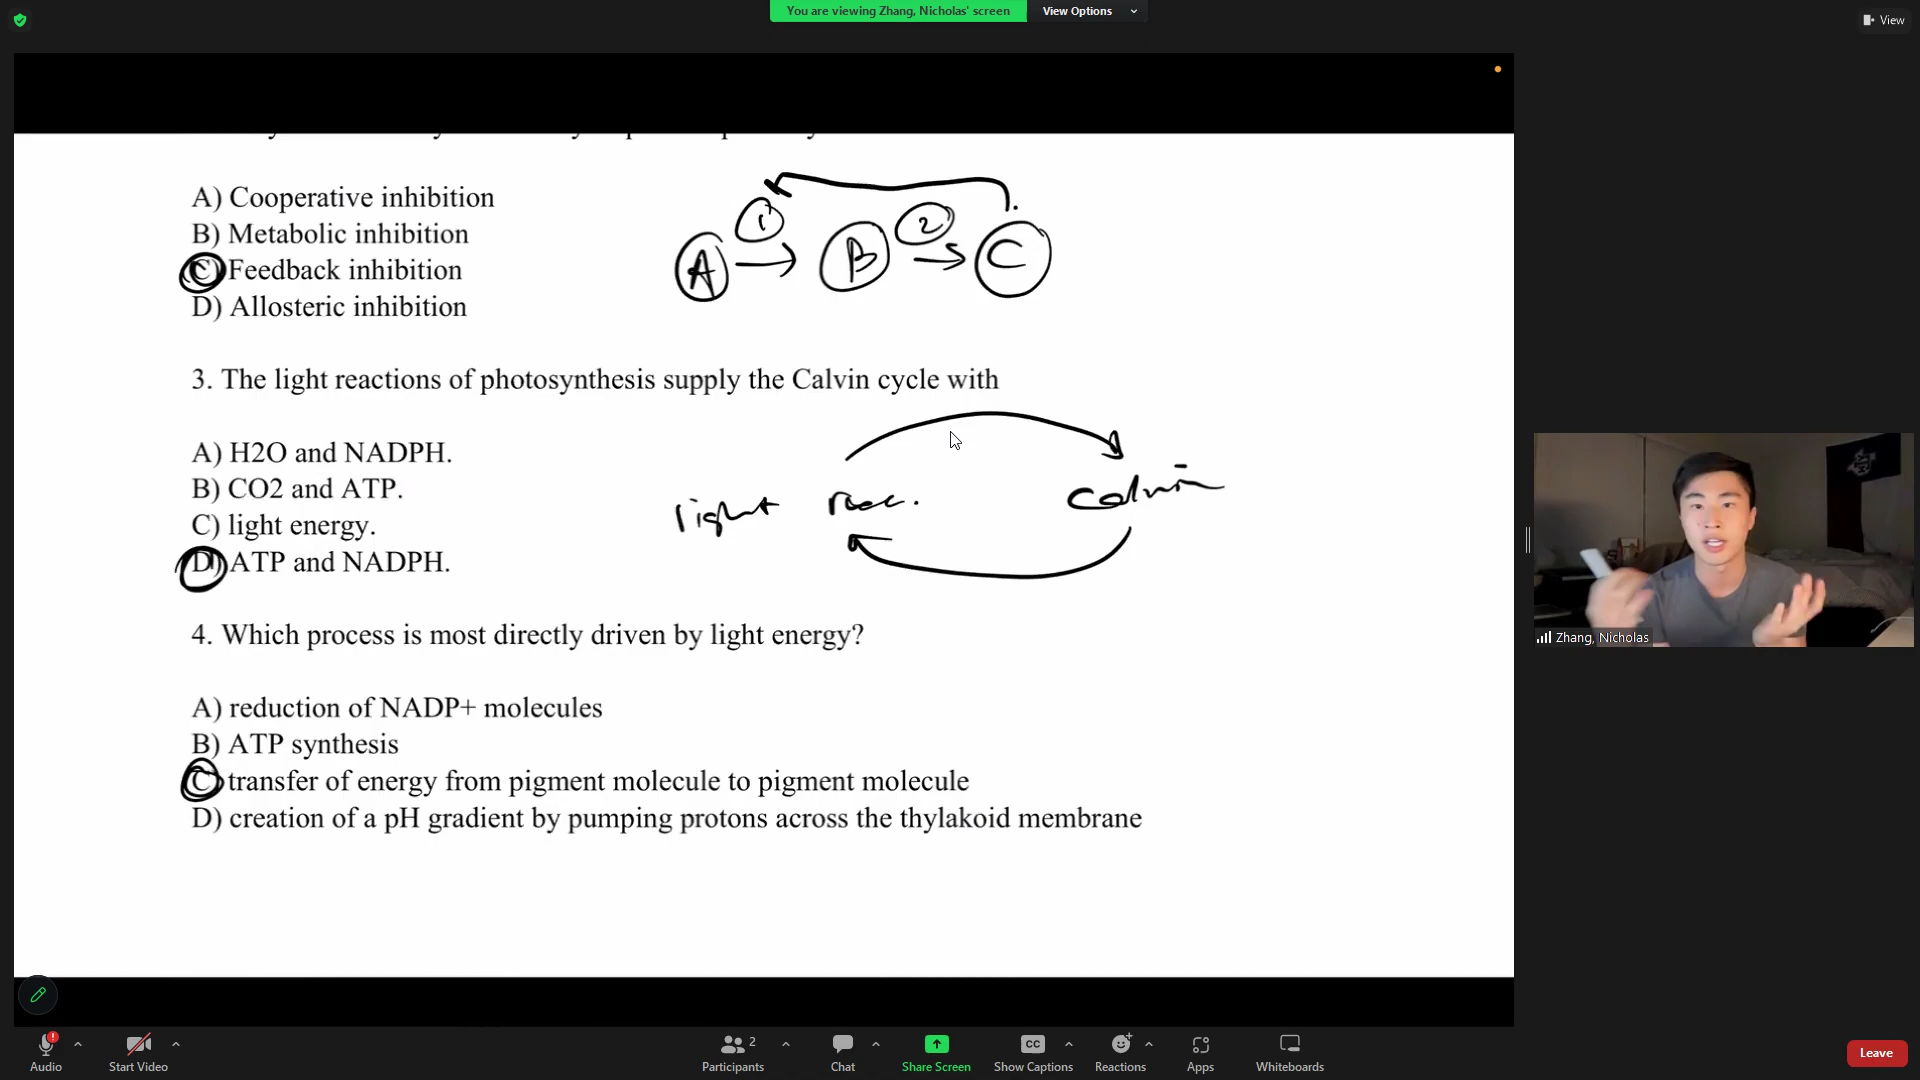 You are viewing Zhang, Nicholas' screen
View Options
View
A) Cooperative inhibition
B) Metabolic inhibition
C) Feedback inhibition
D) Allosteric inhibition
A
1
B
2
C
3. The light reactions of photosynthesis supply the Calvin cycle with
A) H2O and NADPH.
B) CO2 and ATP.
C) light energy.
D) ATP and NADPH.
light reac. Calvin
4. Which process is most directly driven by light energy?
A) reduction of NADP+ molecules
B) ATP synthesis
C) transfer of energy from pigment molecule to pigment molecule
D) creation of a pH gradient by pumping protons across the thylakoid membrane
Zhang, Nicholas
Audio
Start Video
2
Participants
Chat
Share Screen
CC
Show Captions
Reactions
Apps
Whiteboards
Leave